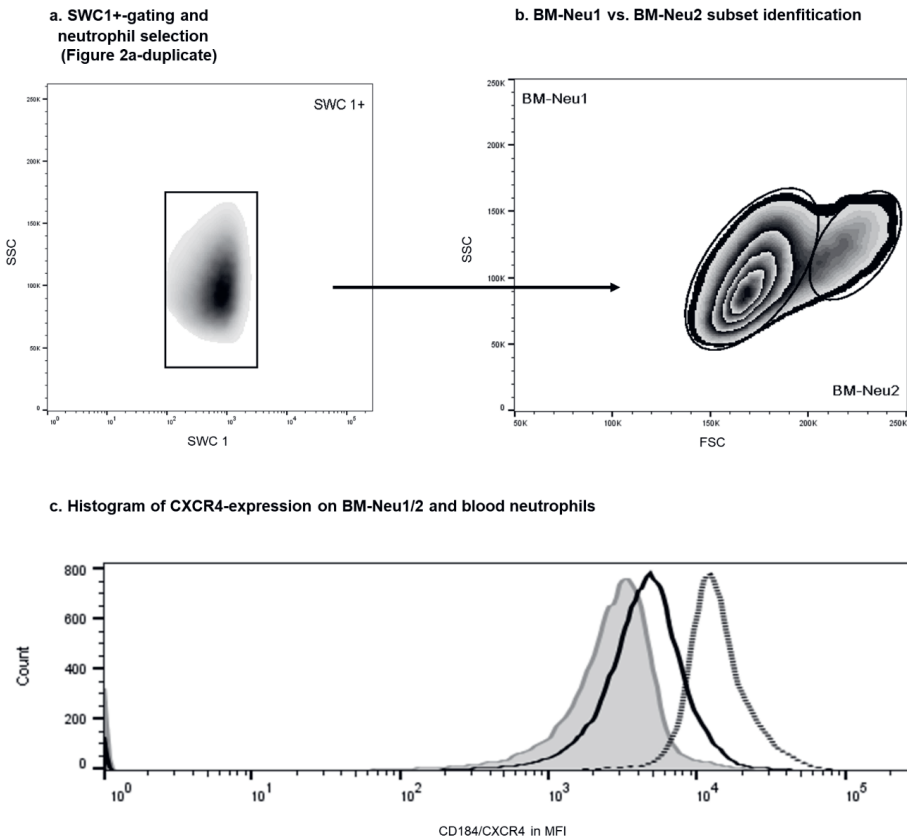 a. SWC1+-gating and
neutrophil selection
(Figure 2a-duplicate)
b. BM-Neu1 vs. BM-Neu2 subset idenfitication
SWC 1+
250K
200K
150K
100K
50K
0
SSC
10^0 10^1 10^2 10^3 10^4 10^5
SWC 1
BM-Neu1
250K
200K
150K
100K
50K
0
SSC
BM-Neu2
50K 100K 150K 200K 250K
FSC
c. Histogram of CXCR4-expression on BM-Neu1/2 and blood neutrophils
800
600
400
200
0
Count
10^0 10^1 10^2 10^3 10^4 10^5
CD184/CXCR4 in MFI